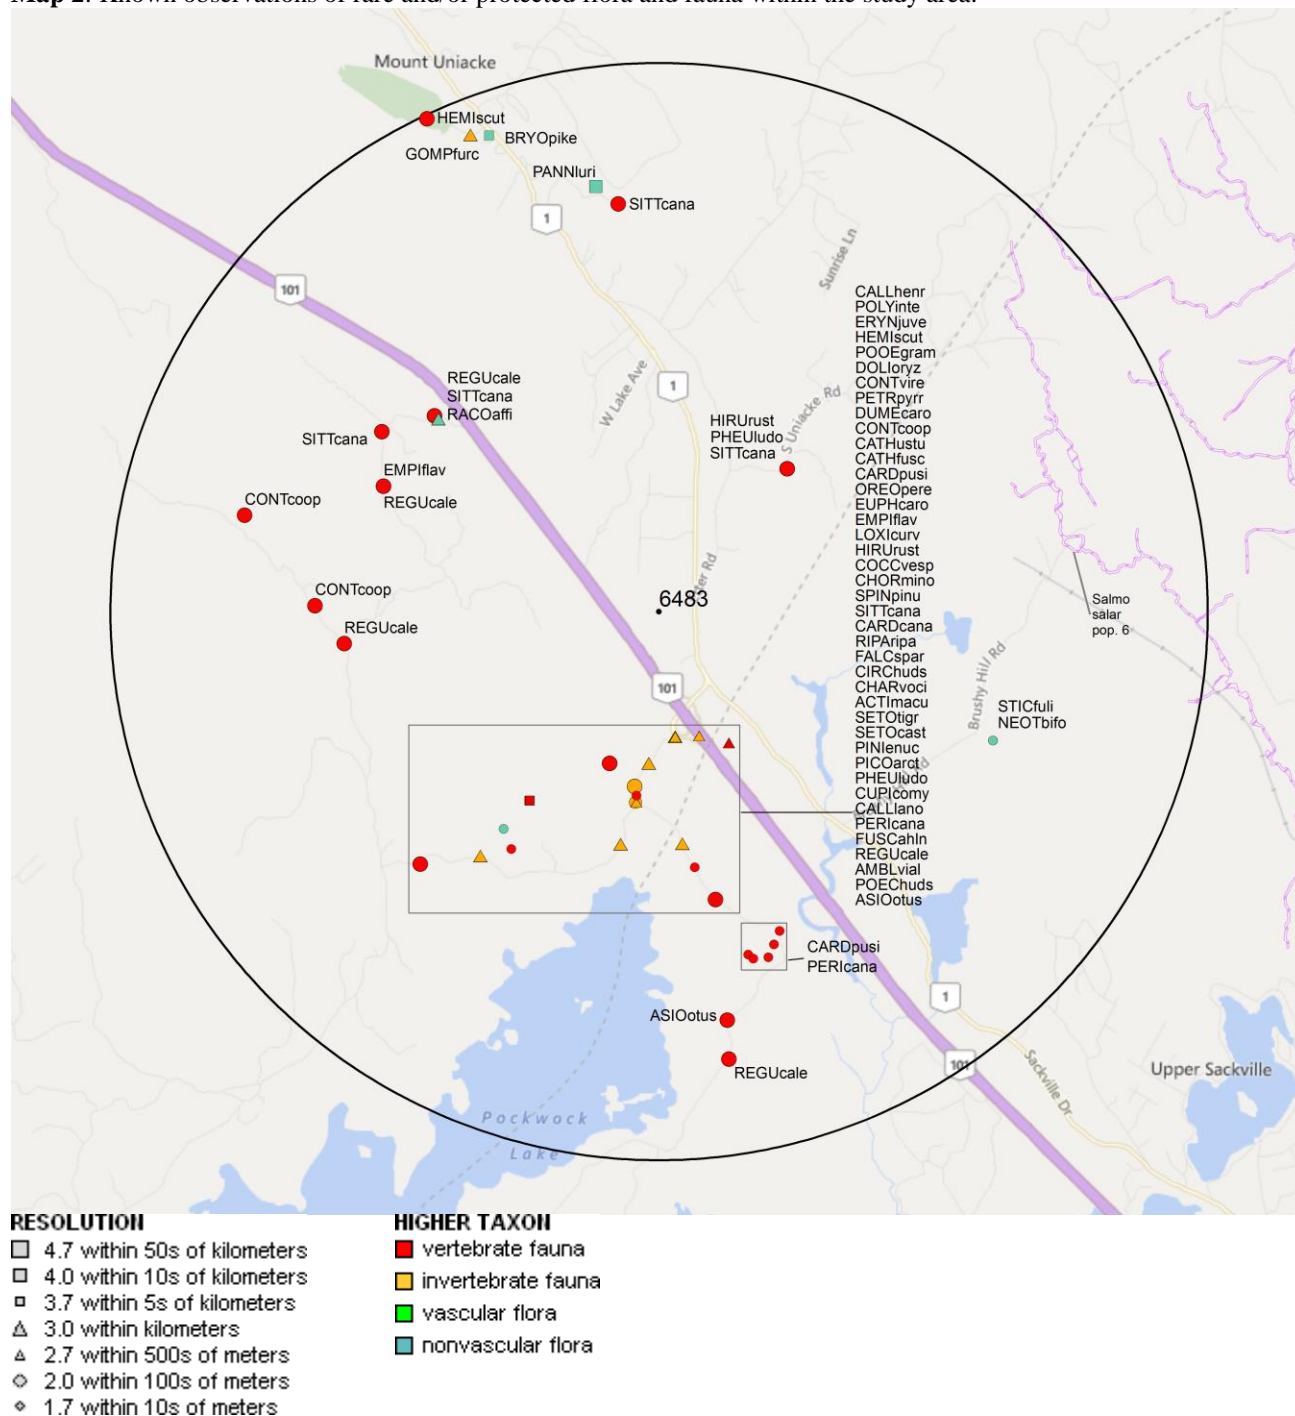 Map 2: Known observations of rare and/or protected flora and fauna within the study area.
Mount Uniacke
HEMIscut
GOMPfurc
BRYOpike
PANNluri
SITTcana
1
101
Sunrise Ln
CALLhenr
POLYinte
ERYNjuve
HEMIscut
POOEgram
DOLIoryz
CONTvire
PETRpyrr
DUMEcaro
CONTcoop
CATHustu
CATHfusc
CARDpusi
OREOpere
EUPHcaro
EMPIflav
LOXIcurv
HIRUrust
COCCvesp
CHORmino
SPINpinu
SITTcana
CARDcana
RIPAripa
FALCspar
CIRChuds
CHARvoci
ACTImacu
SETOtigr
SETOcast
PINIenuc
PICOarct
PHEUludo
CUPIcomy
CALLlano
PERIcana
FUSCahln
REGUcale
AMBLvial
POEChuds
ASIOotus
REGUcale
SITTcana
RACOaffi
W Lake Ave
1
S Uniacke Rd
HIRUrust
PHEUludo
SITTcana
SITTcana
EMPIflav
REGUcale
CONTcoop
CONTcoop
REGUcale
6483
ter Rd
Salmo
salar
pop. 6
101
Brushy Hill Rd
STICfuli
NEOTbifo
CARDpusi
PERIcana
ASIOotus
REGUcale
1
101
Sackville Dr
Upper Sackville
Pockwock
Lake
RESOLUTION
4.7 within 50s of kilometers
4.0 within 10s of kilometers
3.7 within 5s of kilometers
3.0 within kilometers
2.7 within 500s of meters
2.0 within 100s of meters
1.7 within 10s of meters
HIGHER TAXON
vertebrate fauna
invertebrate fauna
vascular flora
nonvascular flora